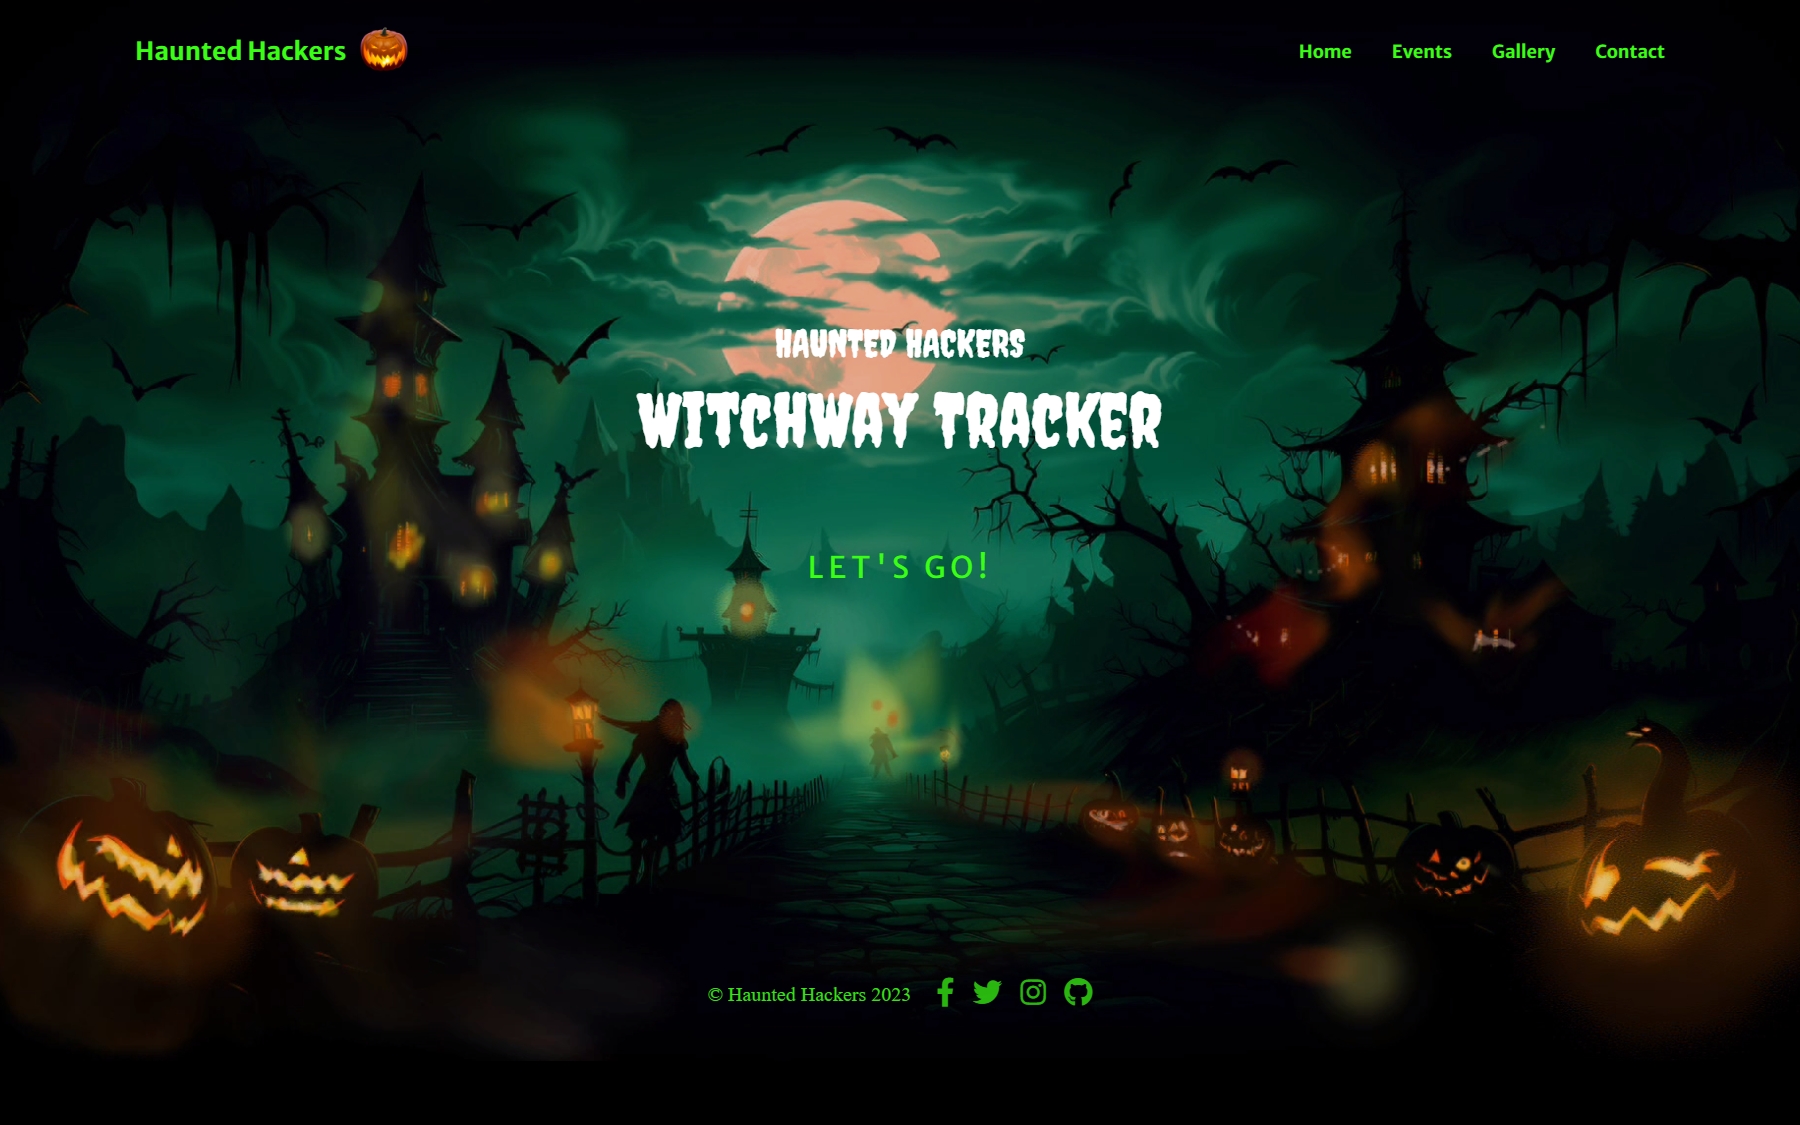 Haunted Hackers
Home Events Gallery Contact
HAUNTED HACKERS
WITCHWAY TRACKER
LET'S GO!
© Haunted Hackers 2023